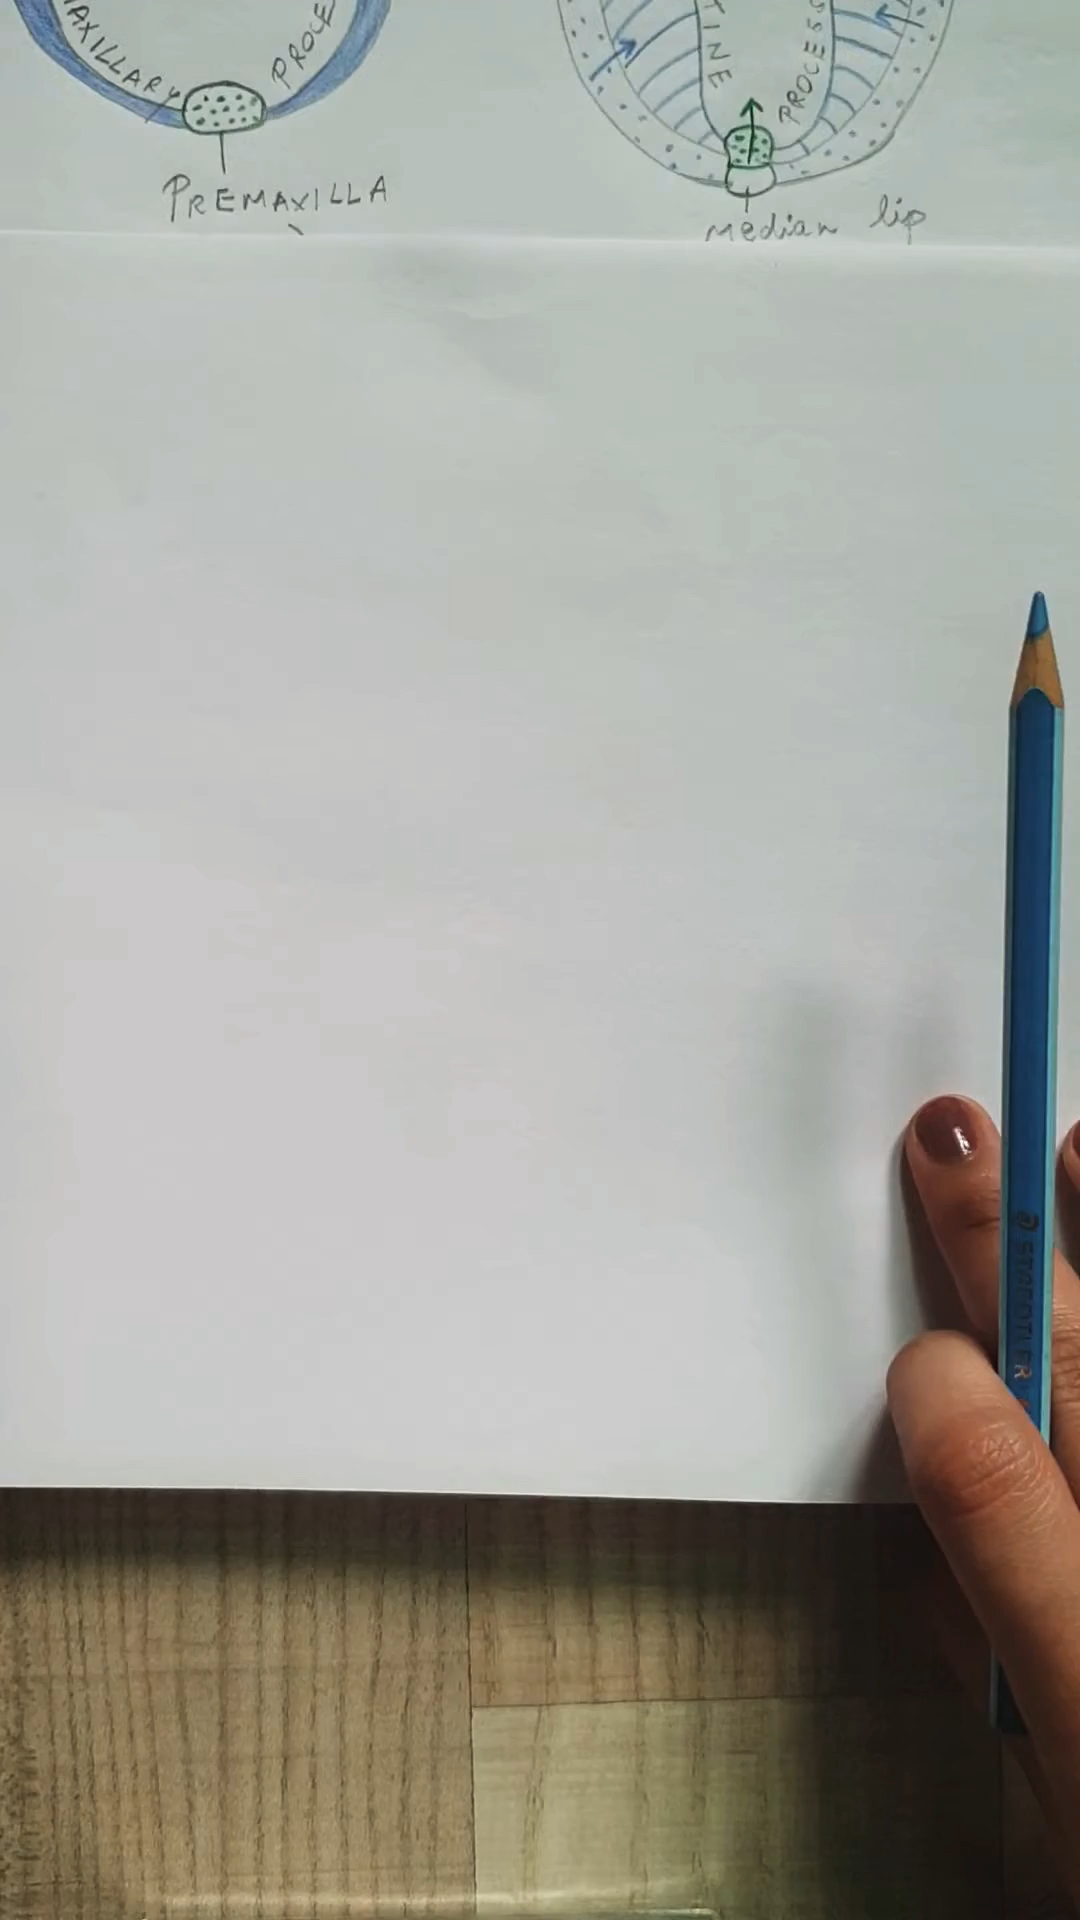 AXILLARY
PROCE
PREMAXILLA
TINE
PROCESS
median lip
STAEDTLER